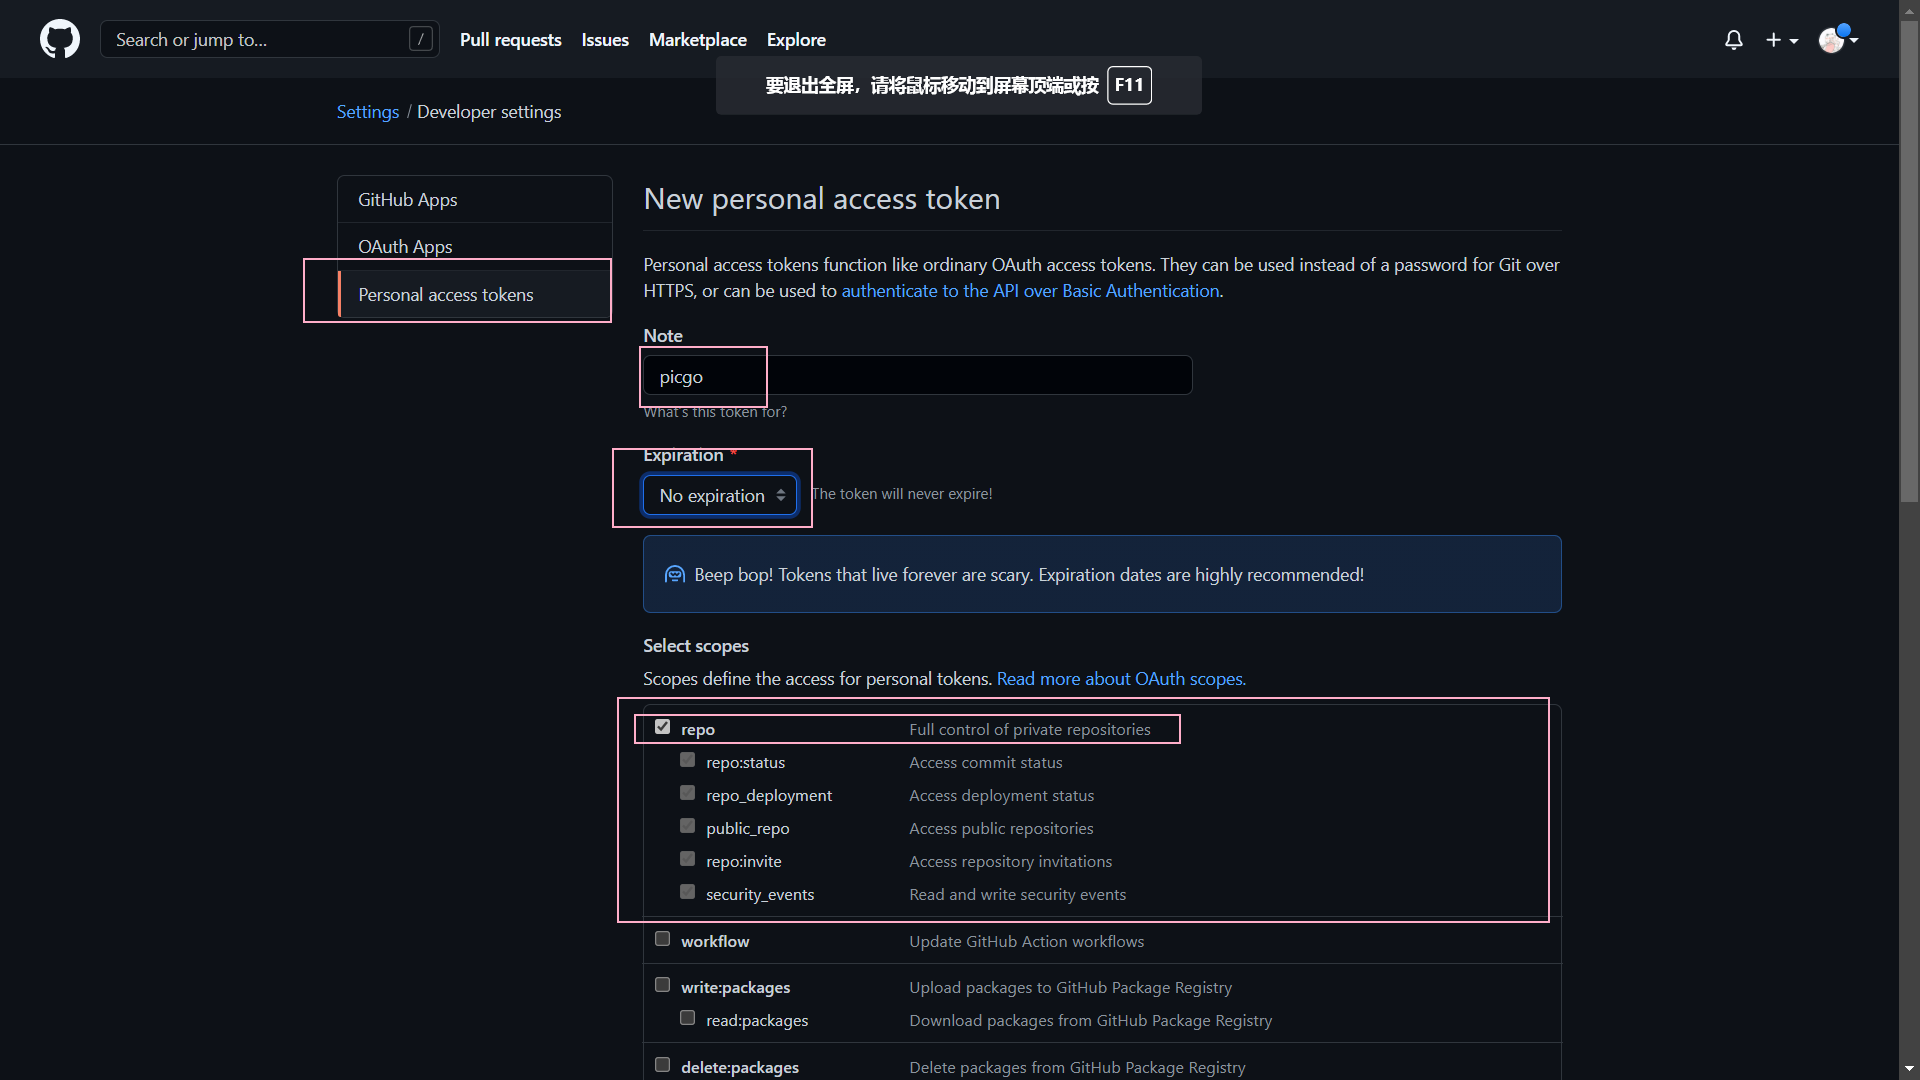 Search or jump to... /
Pull requests Issues Marketplace Explore
要退出全屏，请将鼠标移动到屏幕顶端或按 F11
Settings / Developer settings
GitHub Apps
OAuth Apps
Personal access tokens
New personal access token
Personal access tokens function like ordinary OAuth access tokens. They can be used instead of a password for Git over
HTTPS, or can be used to authenticate to the API over Basic Authentication.
Note
picgo
What's this token for?
Expiration *
No expiration The token will never expire!
Beep bop! Tokens that live forever are scary. Expiration dates are highly recommended!
Select scopes
Scopes define the access for personal tokens. Read more about OAuth scopes.
repo Full control of private repositories
repo:status Access commit status
repo_deployment Access deployment status
public_repo Access public repositories
repo:invite Access repository invitations
security_events Read and write security events
workflow Update GitHub Action workflows
write:packages Upload packages to GitHub Package Registry
read:packages Download packages from GitHub Package Registry
delete:packages Delete packages from GitHub Package Registry